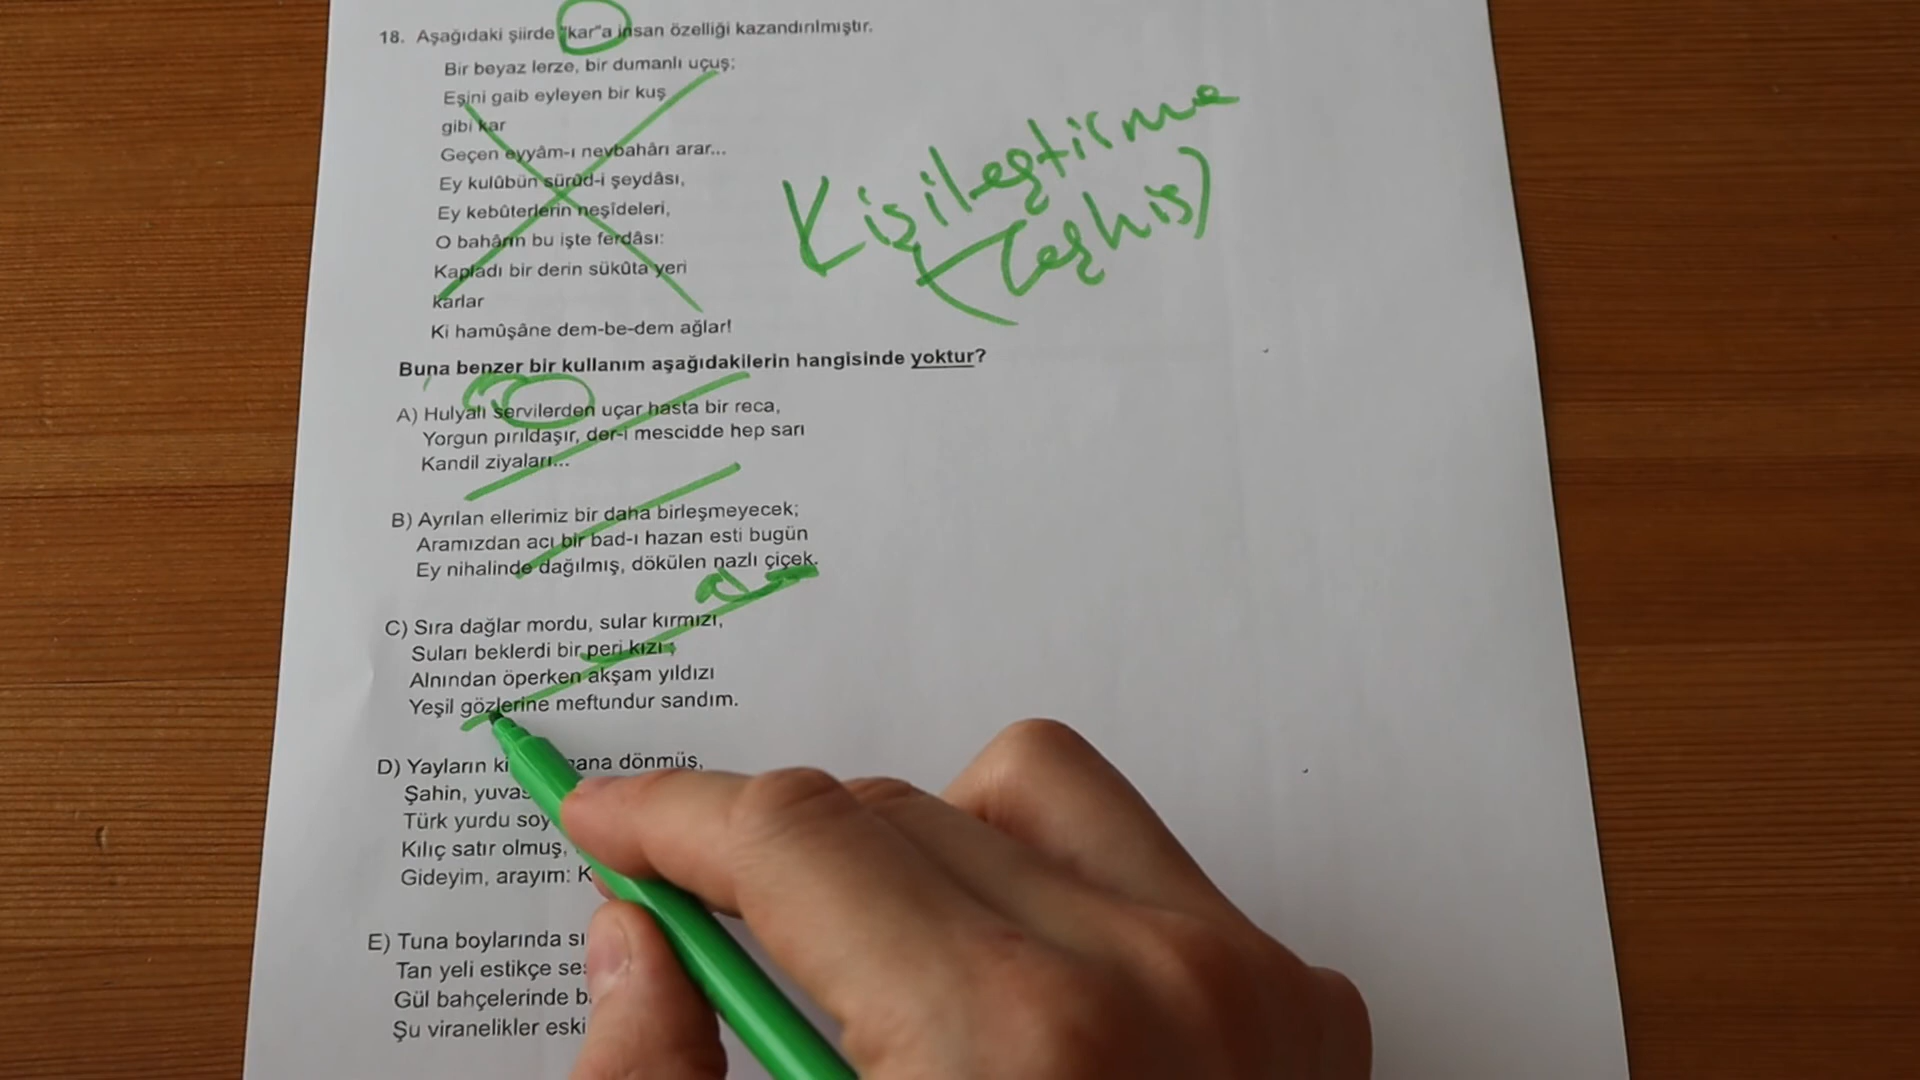 18. Aşağıdaki şiirde "kar"a insan özelliği kazandırılmıştır.
Bir beyaz lerze, bir dumanlı uçuş;
Eşini gaib eyleyen bir kuş
gibi kar
Geçen eyyâm-ı nevbahârı arar...
Ey kulûbün sürûd-i şeydâsı,
Ey kebûterlerin neşîdeleri,
O bahârın bu işte ferdâsı:
Kapladı bir derin sükûta yeri
karlar
Ki hamûşâne dem-be-dem ağlar!
Kişileştirme
(Teşhis)
Buna benzer bir kullanım aşağıdakilerin hangisinde yoktur?
A) Hulyalı servilerden uçar hasta bir reca,
Yorgun pırıldaşır, der-i mescidde hep sarı
Kandil ziyaları...
B) Ayrılan ellerimiz bir daha birleşmeyecek;
Aramızdan acı bir bad-ı hazan esti bugün
Ey nihalinde dağılmış, dökülen nazlı çiçek.
C) Sıra dağlar mordu, sular kırmızı,
Suları beklerdi bir peri kızı ;
Alnından öperken akşam yıldızı
Yeşil gözlerine meftundur sandım.
D) Yayların dönmüş,
Şahin,
Türk yurdu
Kılıç satır olmuş,
Gideyim, arayım:
E) Tuna boylarında
Tan yeli estikçe
Gül bahçelerinde
Şu viranelikler